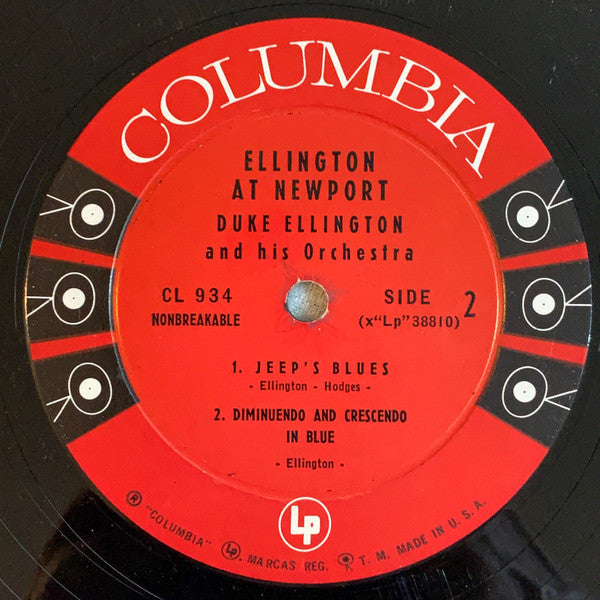 COLUMBIA
ELLINGTON
AT NEWPORT
DUKE ELLINGTON
and his Orchestra
CL 934
NONBREAKABLE
SIDE 2
(x“Lp”38810)
1. JEEP'S BLUES
- Ellington - Hodges -
2. DIMINUENDO AND CRESCENDO
IN BLUE
- Ellington -
Lp
® "COLUMBIA" Lp, MARCAS REG. T. M. MADE IN U. S. A.